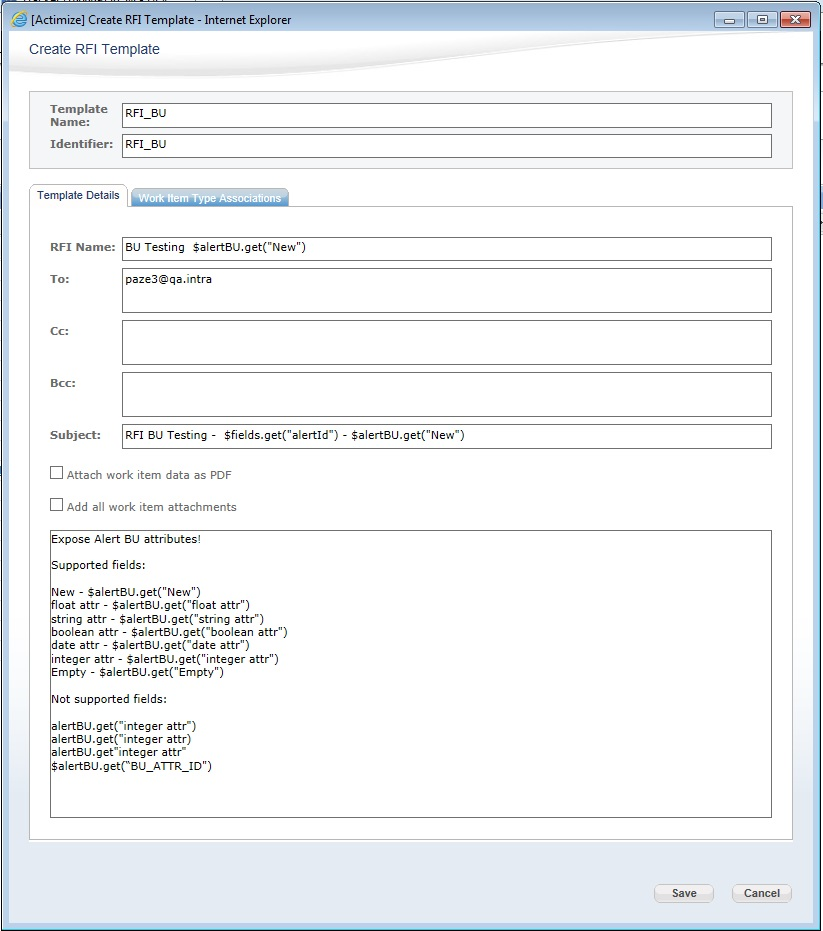 [Actimize] Create RFI Template - Internet Explorer
Create RFI Template
Template
Name:
RFI_BU
Identifier:
RFI_BU
Template Details
Work Item Type Associations
RFI Name:
BU Testing  $alertBU.get("New")
To:
paze3@qa.intra
Cc:
Bcc:
Subject:
RFI BU Testing -  $fields.get("alertId") - $alertBU.get("New")
Attach work item data as PDF
Add all work item attachments
Expose Alert BU attributes!
Supported fields:
New - $alertBU.get("New")
float attr - $alertBU.get("float attr")
string attr - $alertBU.get("string attr")
boolean attr - $alertBU.get("boolean attr")
date attr - $alertBU.get("date attr")
integer attr - $alertBU.get("integer attr")
Empty - $alertBU.get("Empty")
Not supported fields:
alertBU.get("integer attr")
alertBU.get("integer attr)
alertBU.get"integer attr"
$alertBU.get(“BU_ATTR_ID")
Save
Cancel